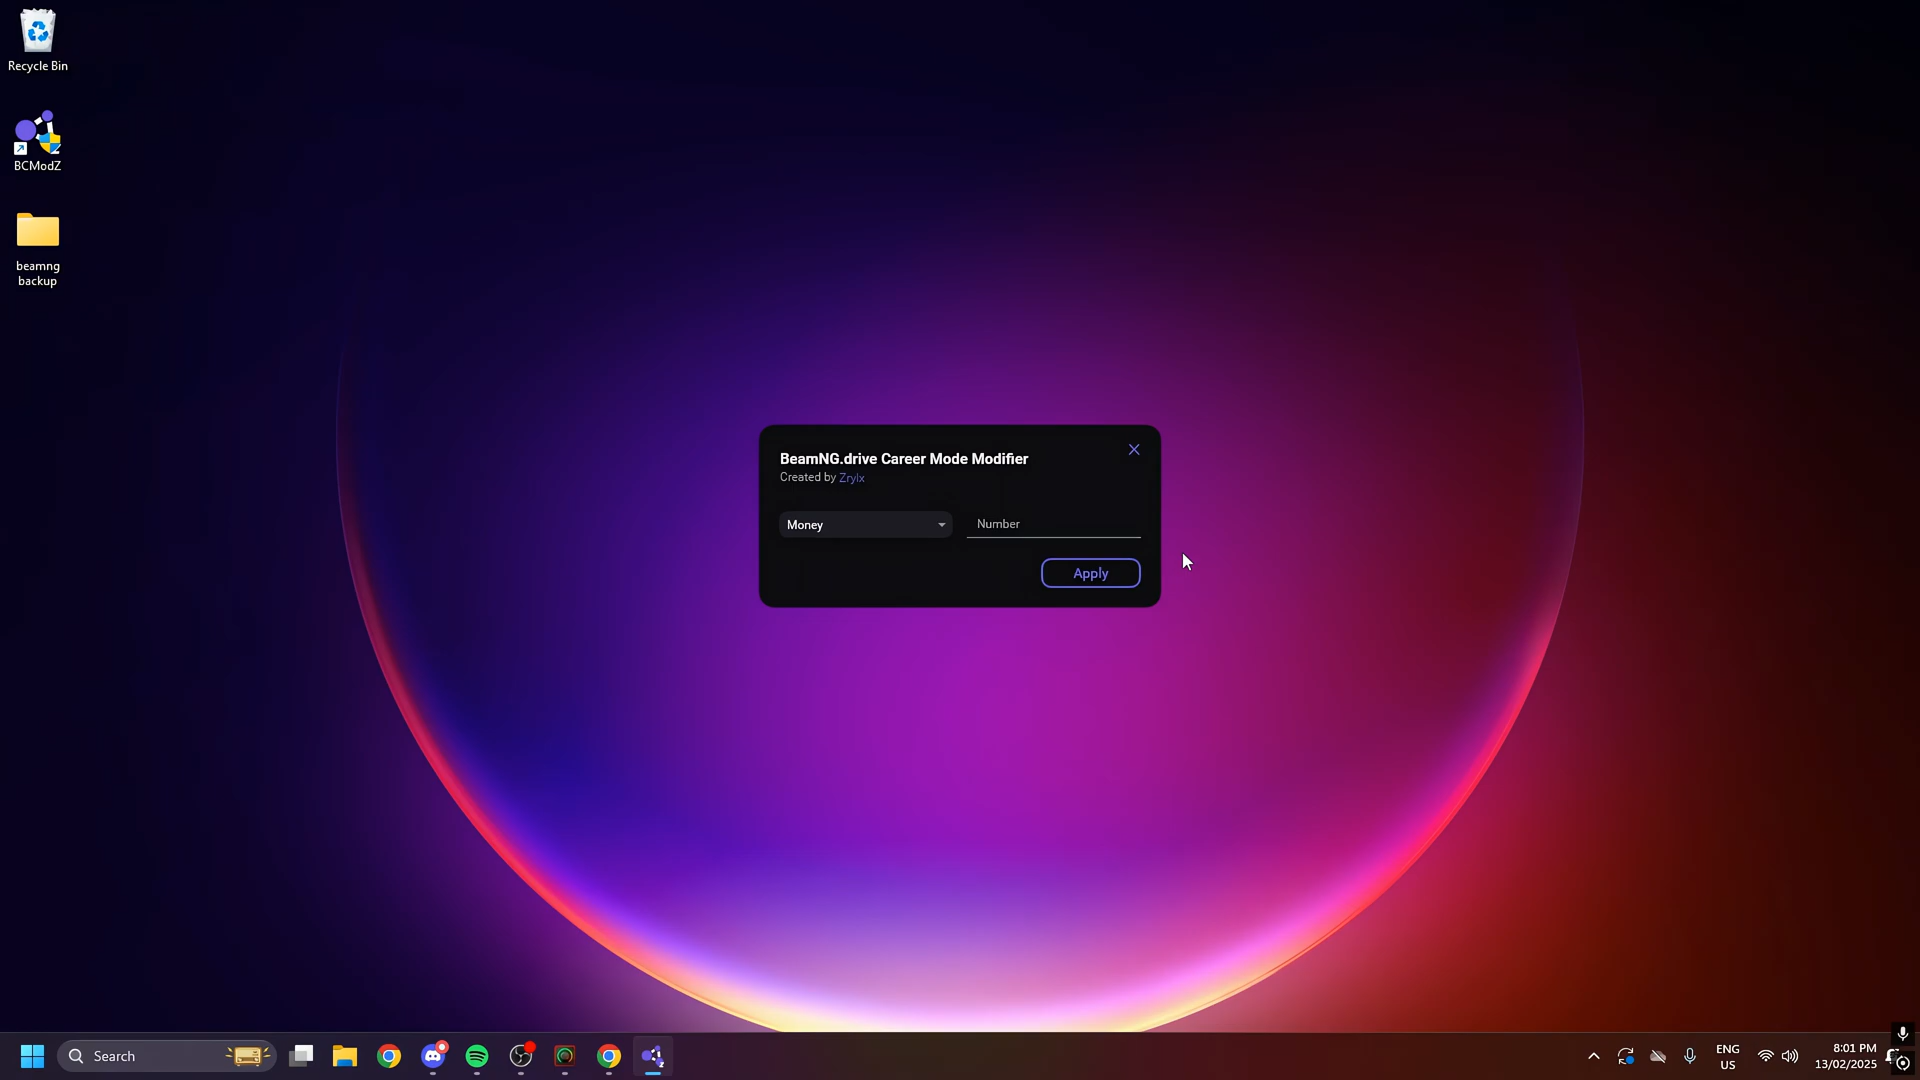 Recycle Bin
BCModZ
beamng
backup
BeamNG.drive Career Mode Modifier
Created by Zrylx
Money
Number
Apply
Search
ENG
US
8:01 PM
13/02/2025